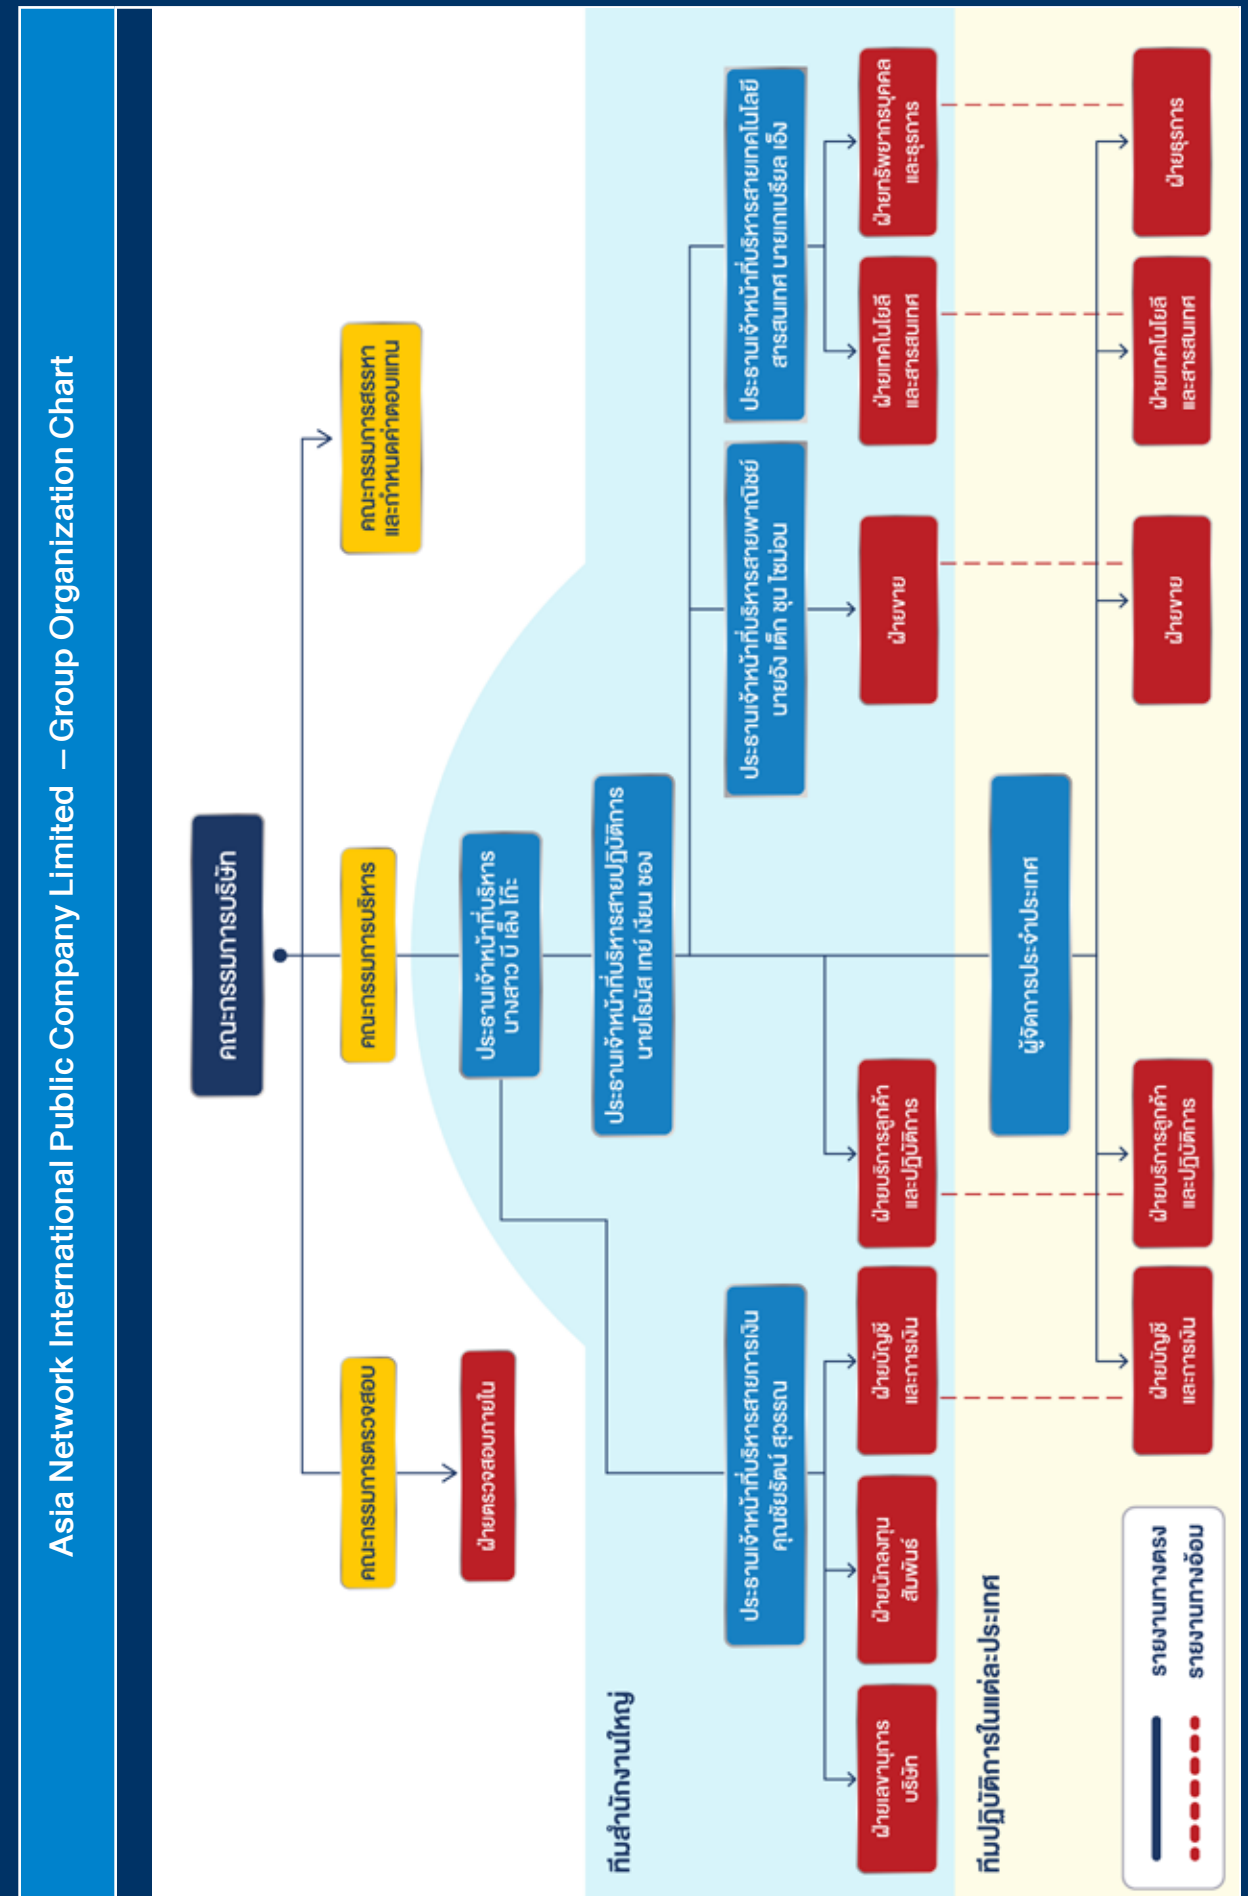 Asia Network International Public Company Limited – Group Organization Chart
คณะกรรมการบริษัท
คณะกรรมการตรวจสอบ
คณะกรรมการบริหาร
คณะกรรมการสรรหา
และกำหนดค่าตอบแทน
ฝ่ายตรวจสอบภายใน
ประธานเจ้าหน้าที่บริหาร
นางสาว บี เล็ง โก๊ะ
ทีมสำนักงานใหญ่
ประธานเจ้าหน้าที่บริหารสายปฏิบัติการ
นายโธมัส เทย์ เงียน ชอง
ประธานเจ้าหน้าที่บริหารสายการเงิน
คุณชัยรัตน์ สุวรรณ
ประธานเจ้าหน้าที่บริหารสายพาณิชย์
นายอัง เต็ก ชุน ไซม่อน
ประธานเจ้าหน้าที่บริหารสายเทคโนโลยี
สารสนเทศ นายเกเบรียล เอ็ง
ฝ่ายเลขานุการ
บริษัท
ฝ่ายนักลงทุน
สัมพันธ์
ฝ่ายบัญชี
และการเงิน
ฝ่ายบริการลูกค้า
และปฏิบัติการ
ฝ่ายขาย
ฝ่ายเทคโนโยลี
และสารสนเทศ
ฝ่ายทรัพยากรบุคคล
และธุรการ
ทีมปฏิบัติการในแต่ละประเทศ
ผู้จัดการประจำประเทศ
ฝ่ายบัญชี
และการเงิน
ฝ่ายบริการลูกค้า
และปฏิบัติการ
ฝ่ายขาย
ฝ่ายเทคโนโยลี
และสารสนเทศ
ฝ่ายธุรการ
รายงานทางตรง
รายงานทางอ้อม